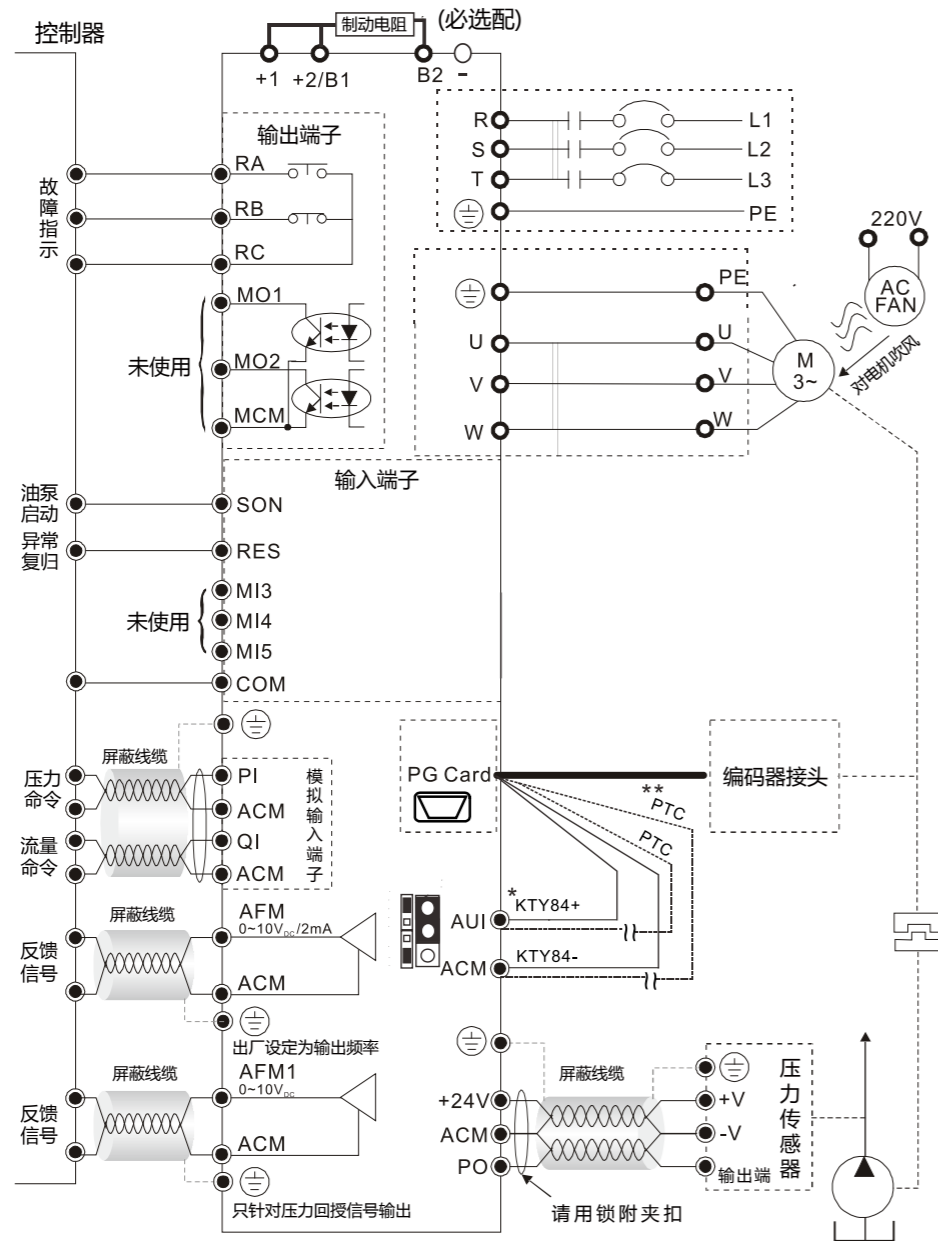 控制器
制动电阻
(必选配)
+1
+2/B1
B2
-
输出端子
故障指示
RA
RB
RC
MO1
MO2
MCM
未使用
R
S
T
L1
L2
L3
PE
220V
AC
FAN
对电机吹风
PE
U
U
V
V
W
W
M
3~
输入端子
油泵
启动
SON
异常
复归
RES
MI3
MI4
MI5
未使用
COM
屏蔽线缆
压力
命令
PI
ACM
流量
命令
QI
ACM
模拟输入端子
PG Card
编码器接头
**
PTC
PTC
*
KTY84+
AUI
KTY84-
ACM
屏蔽线缆
反馈
信号
AFM
0~10VDC/2mA
ACM
出厂设定为输出频率
屏蔽线缆
反馈
信号
AFM1
0~10VDC
ACM
只针对压力回授信号输出
屏蔽线缆
+24V
ACM
PO
+V
-V
输出端
压力传感器
请用锁附夹扣